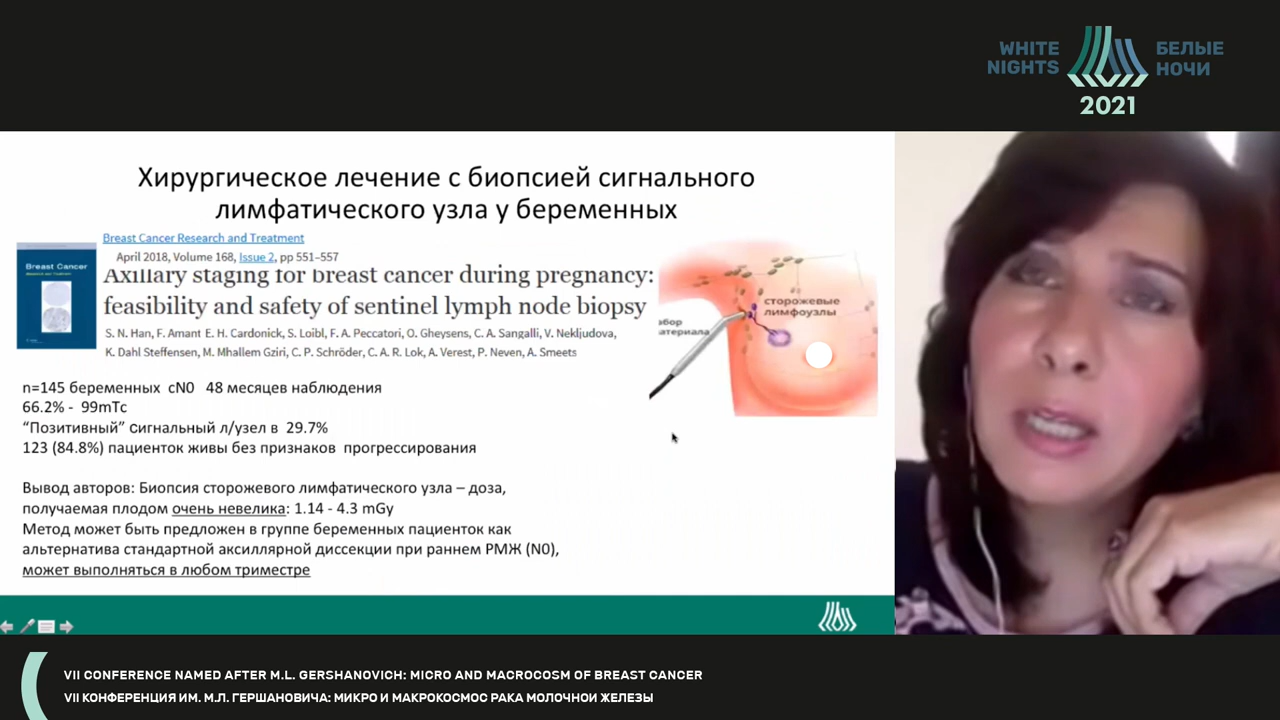 WHITE
NIGHTS
БЕЛЫЕ
НОЧИ
2021
Хирургическое лечение с биопсией сигнального
лимфатического узла у беременных
Breast Cancer
Breast Cancer Research and Treatment
April 2018, Volume 168, Issue 2, pp 551–557
Axillary staging for breast cancer during pregnancy:
feasibility and safety of sentinel lymph node biopsy
S. N. Han, F. Amant E. H. Cardonick, S. Loibl, F. A. Peccatori, O. Gheysens, C. A. Sangalli, V. Nekljudova,
K. Dahl Steffensen, M. Mhallem Gziri, C. P. Schröder, C. A. R. Lok, A. Verest, P. Neven, A. Smeets
сторожевые
лимфоузлы
абор
атериала
n=145 беременных cN0 48 месяцев наблюдения
66.2% - 99mTc
“Позитивный” сигнальный л/узел в 29.7%
123 (84.8%) пациенток живы без признаков прогрессирования
Вывод авторов: Биопсия сторожевого лимфатического узла – доза,
получаемая плодом очень невелика: 1.14 - 4.3 mGy
Метод может быть предложен в группе беременных пациенток как
альтернатива стандартной аксиллярной диссекции при раннем РМЖ (N0),
может выполняться в любом триместре
VII CONFERENCE NAMED AFTER M.L. GERSHANOVICH: MICRO AND MACROCOSM OF BREAST CANCER
VII КОНФЕРЕНЦИЯ ИМ. М.Л. ГЕРШАНОВИЧА: МИКРО И МАКРОКОСМОС РАКА МОЛОЧНОЙ ЖЕЛЕЗЫ